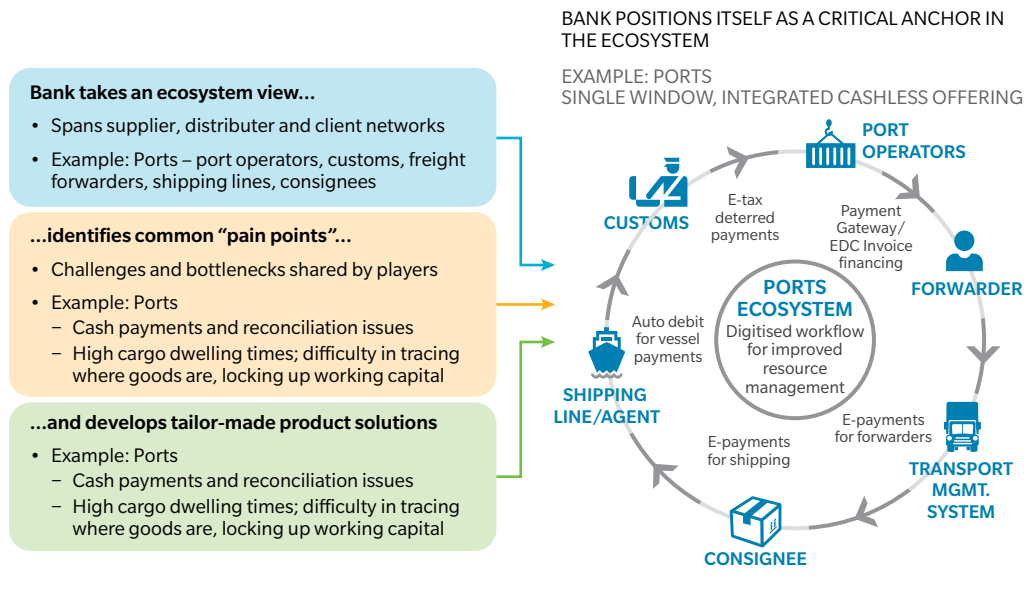 BANK POSITIONS ITSELF AS A CRITICAL ANCHOR IN
THE ECOSYSTEM
EXAMPLE: PORTS
SINGLE WINDOW, INTEGRATED CASHLESS OFFERING
Bank takes an ecosystem view…
• Spans supplier, distributer and client networks
• Example: Ports – port operators, customs, freight
forwarders, shipping lines, consignees
…identifies common “pain points”…
• Challenges and bottlenecks shared by players
• Example: Ports
– Cash payments and reconciliation issues
– High cargo dwelling times; difficulty in tracing
where goods are, locking up working capital
…and develops tailor-made product solutions
• Example: Ports
– Cash payments and reconciliation issues
– High cargo dwelling times; difficulty in tracing
where goods are, locking up working capital
PORT
OPERATORS
CUSTOMS
E-tax
deterred
payments
Payment
Gateway/
EDC Invoice
financing
FORWARDER
PORTS
ECOSYSTEM
Digitised workflow
for improved
resource
management
Auto debit
for vessel
payments
SHIPPING
LINE/AGENT
E-payments
for forwarders
E-payments
for shipping
TRANSPORT
MGMT.
SYSTEM
CONSIGNEE